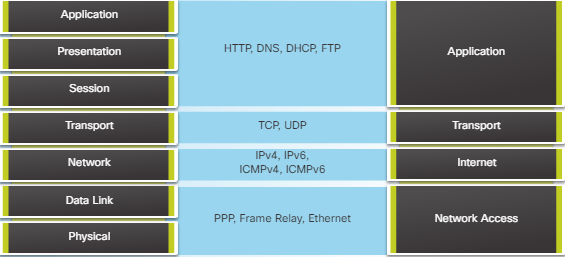 Application
Presentation
Session
Transport
Network
Data Link
Physical
HTTP, DNS, DHCP, FTP
TCP, UDP
IPv4, IPv6,
ICMPv4, ICMPv6
PPP, Frame Relay, Ethernet
Application
Transport
Internet
Network Access